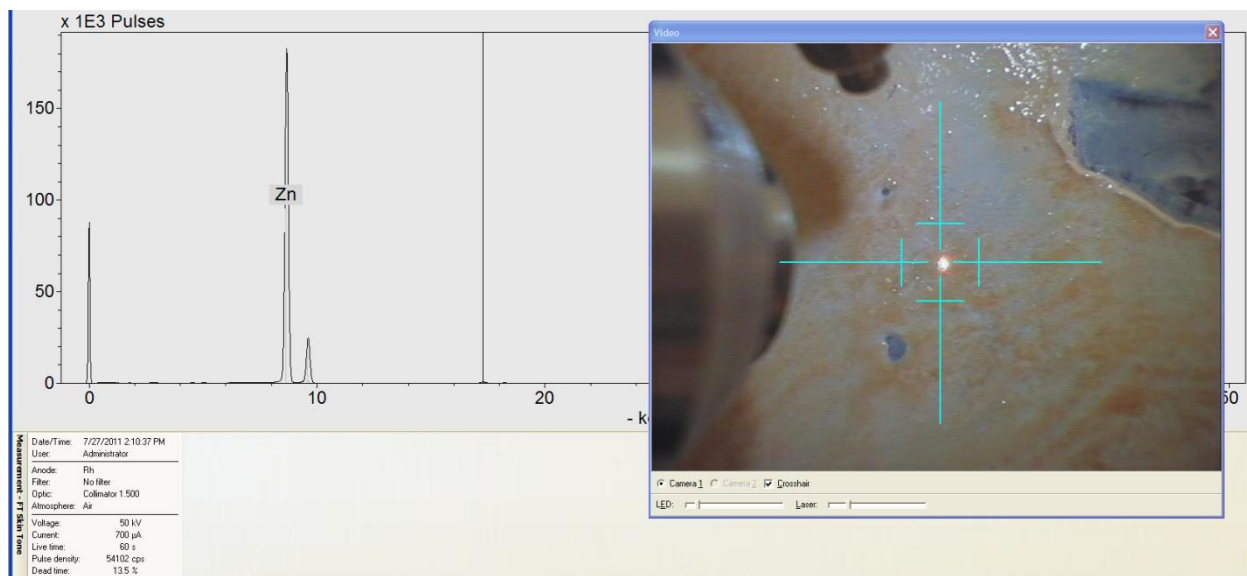 x 1E3 Pulses
150
100
50
0
Zn
0
10
20
- ke
50
Video
Camera 1
Camera 2
Crosshair
LED:
Laser:
Measurement - FT Skin Tone
Date/Time: 7/27/2011 2:10:37 PM
User: Administrator
Anode: Rh
Filter: No filter
Optic: Collimator 1.500
Atmosphere: Air
Voltage: 50 kV
Current: 700 µA
Live time: 60 s
Pulse density: 54102 cps
Dead time: 13.5 %